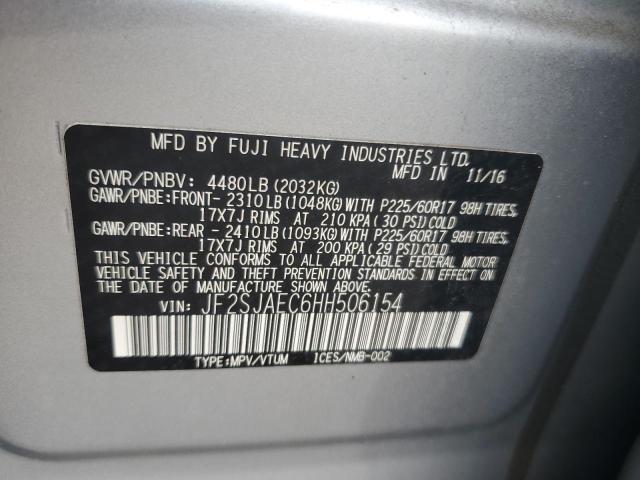 MFD BY FUJI HEAVY INDUSTRIES LTD.
MFD IN 11/16
GVWR/PNBV: 4480LB (2032KG)
GAWR/PNBE:FRONT- 2310LB (1048KG) WITH P225/60R17 98H TIRES,
17X7J RIMS AT 210 KPA (30 PSI) COLD
GAWR/PNBE:REAR - 2410LB (1093KG) WITH P225/60R17 98H TIRES,
17X7J RIMS AT 200 KPA (29 PSI) COLD
THIS VEHICLE CONFORMS TO ALL APPLICABLE FEDERAL MOTOR
VEHICLE SAFETY AND THEFT PREVENTION STANDARDS IN EFFECT ON
THE DATE OF MANUFACTURE SHOWN ABOVE.
VIN: JF2SJAEC6HH506154
TYPE:MPV/VTUM ICES/NMB-002